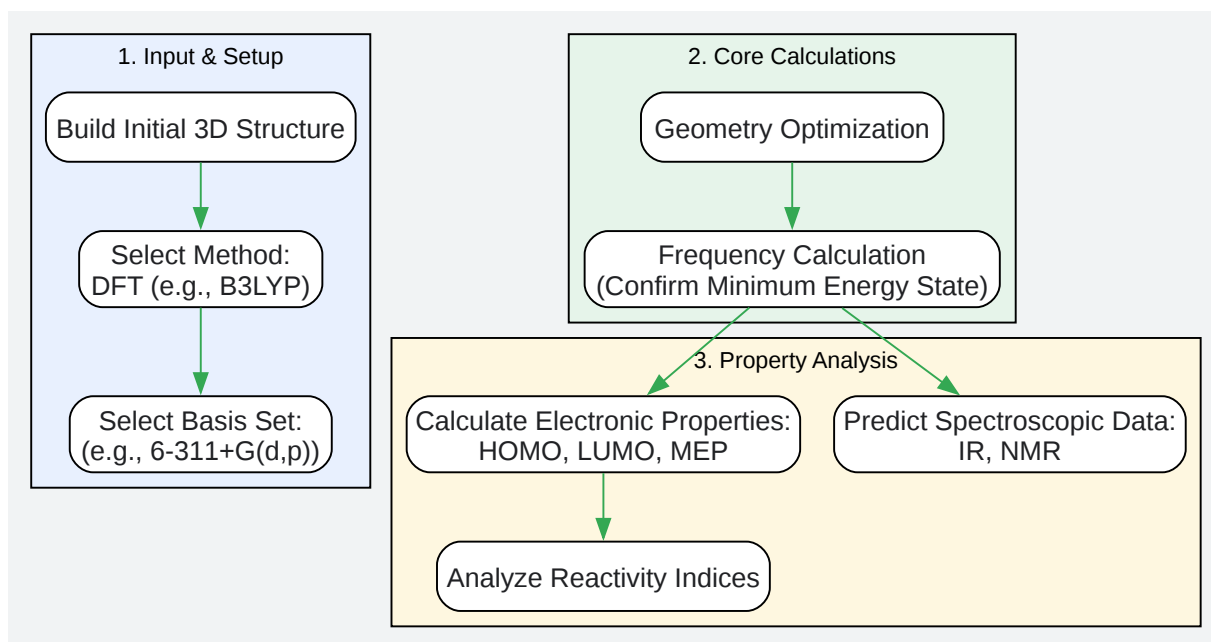 1. Input & Setup
Build Initial 3D Structure
Select Method:
DFT (e.g., B3LYP)
Select Basis Set:
(e.g., 6-311+G(d,p))
2. Core Calculations
Geometry Optimization
Frequency Calculation
(Confirm Minimum Energy State)
3. Property Analysis
Calculate Electronic Properties:
HOMO, LUMO, MEP
Predict Spectroscopic Data:
IR, NMR
Analyze Reactivity Indices